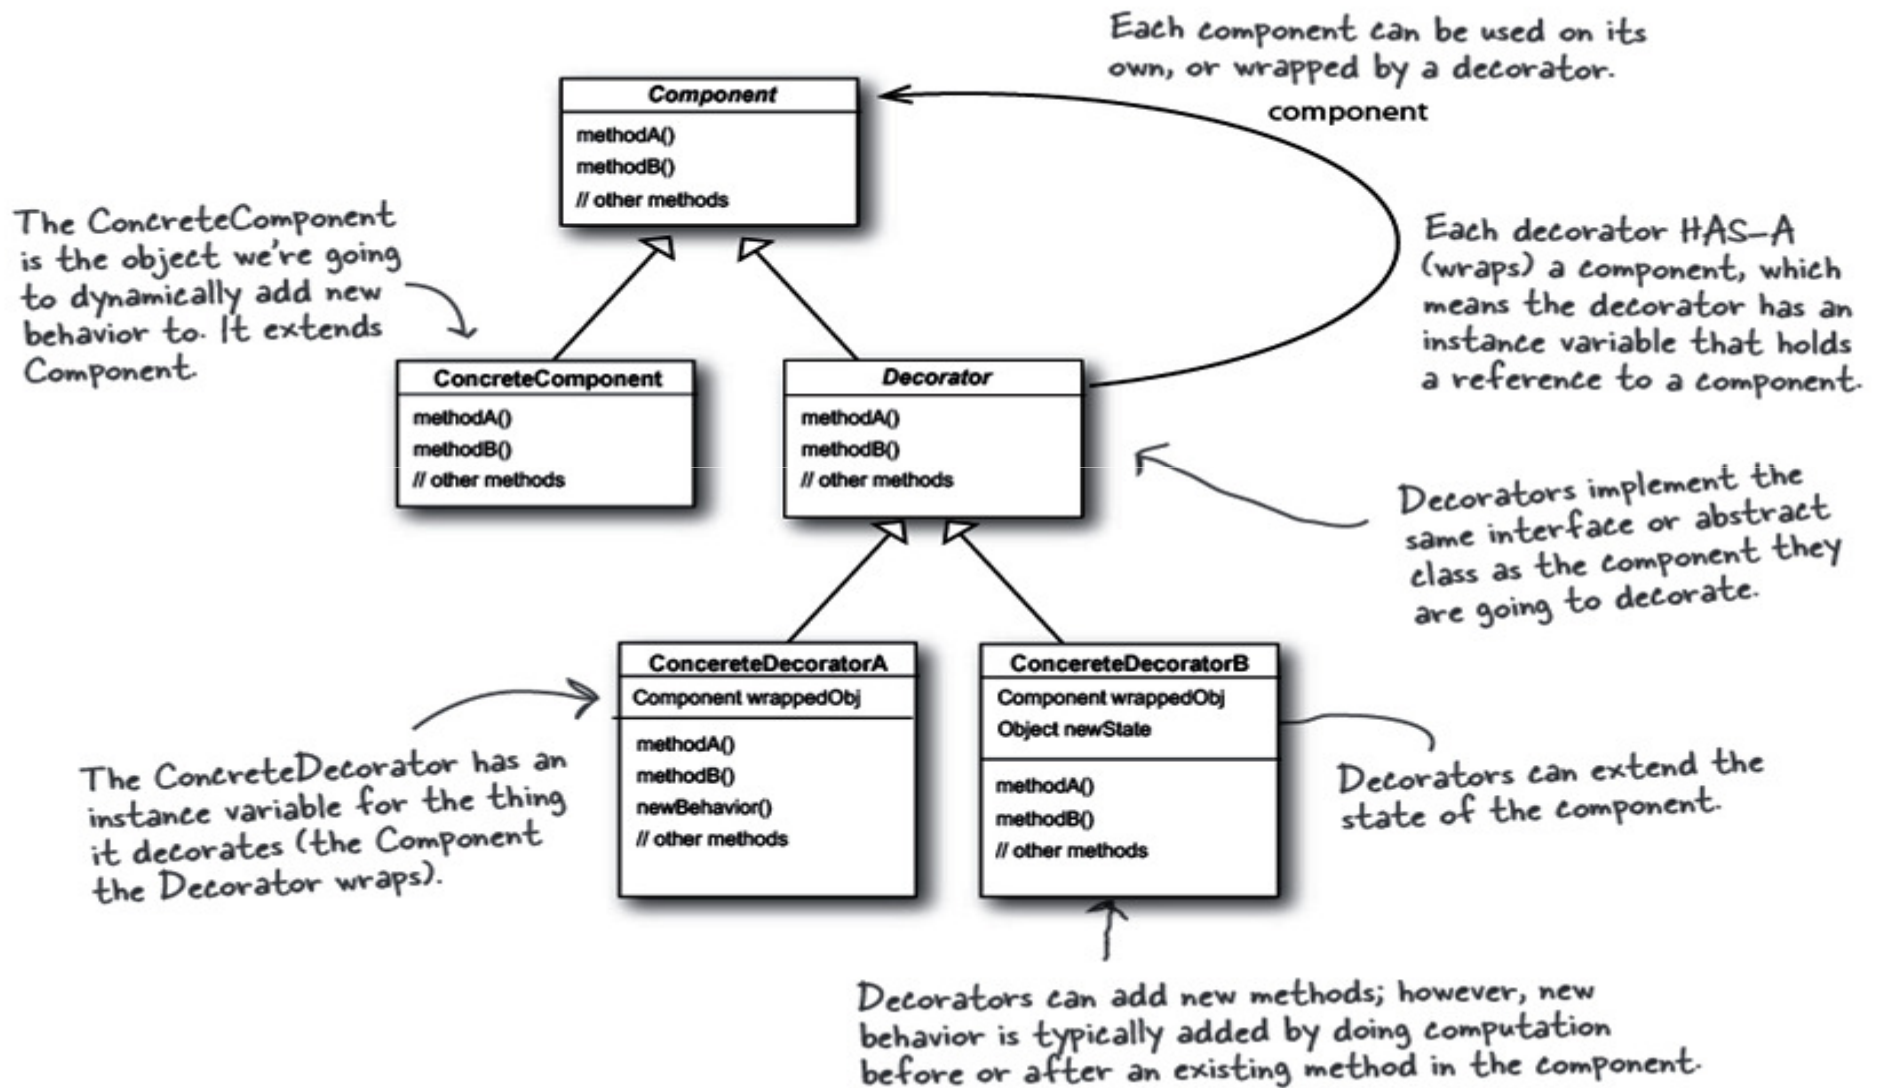 Each component can be used on its
own, or wrapped by a decorator.
component
Component
methodA()
methodB()
// other methods
The ConcreteComponent
is the object we're going
to dynamically add new
behavior to. It extends
Component.
Each decorator HAS-A
(wraps) a component, which
means the decorator has an
instance variable that holds
a reference to a component.
ConcreteComponent
methodA()
methodB()
// other methods
Decorator
methodA()
methodB()
// other methods
Decorators implement the
same interface or abstract
class as the component they
are going to decorate.
ConcereteDecoratorA
Component wrappedObj
methodA()
methodB()
newBehavior()
// other methods
ConcereteDecoratorB
Component wrappedObj
Object newState
methodA()
methodB()
// other methods
The ConcreteDecorator has an
instance variable for the thing
it decorates (the Component
the Decorator wraps).
Decorators can extend the
state of the component.
Decorators can add new methods; however, new
behavior is typically added by doing computation
before or after an existing method in the component.